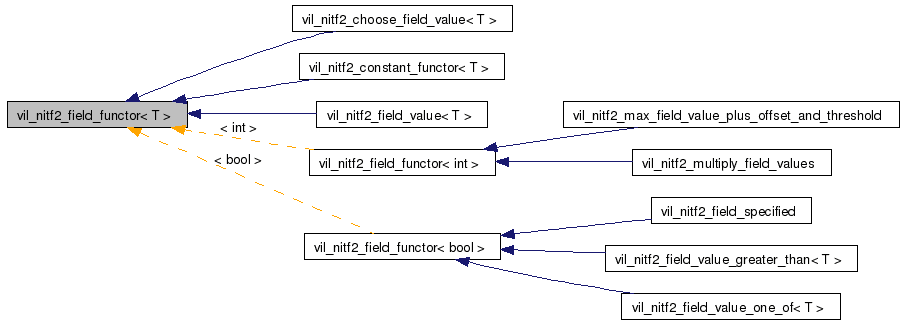 vil_nitf2_choose_field_value< T >
vil_nitf2_constant_functor< T >
vil_nitf2_field_functor< T >
vil_nitf2_field_value< T >
vil_nitf2_max_field_value_plus_offset_and_threshold
< int >
< bool >
vil_nitf2_field_functor< int >
vil_nitf2_multiply_field_values
vil_nitf2_field_specified
vil_nitf2_field_functor< bool >
vil_nitf2_field_value_greater_than< T >
vil_nitf2_field_value_one_of< T >